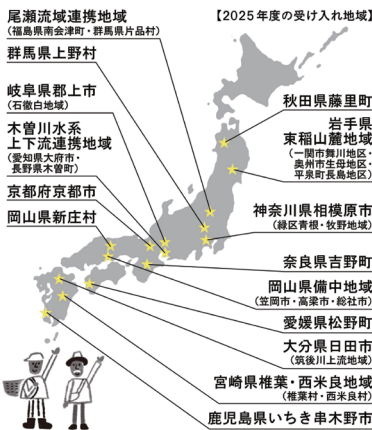 【2025年度の受け入れ地域】
尾瀬流域連携地域
(福島県南会津町・群馬県片品村)
群馬県上野村
岐阜県郡上市
(石徹白地域)
木曽川水系
上下流連携地域
(愛知県大府市・
長野県木曽町)
京都府京都市
岡山県新庄村
秋田県藤里町
岩手県
東稲山麓地域
(一関市舞川地区・
奥州市生母地区・
平泉町長島地区)
神奈川県相模原市
(緑区青根・牧野地域)
奈良県吉野町
岡山県備中地域
(笠岡市・高梁市・総社市)
愛媛県松野町
大分県日田市
(筑後川上流地域)
宮崎県椎葉・西米良地域
(椎葉村・西米良村)
鹿児島県いちき串木野市